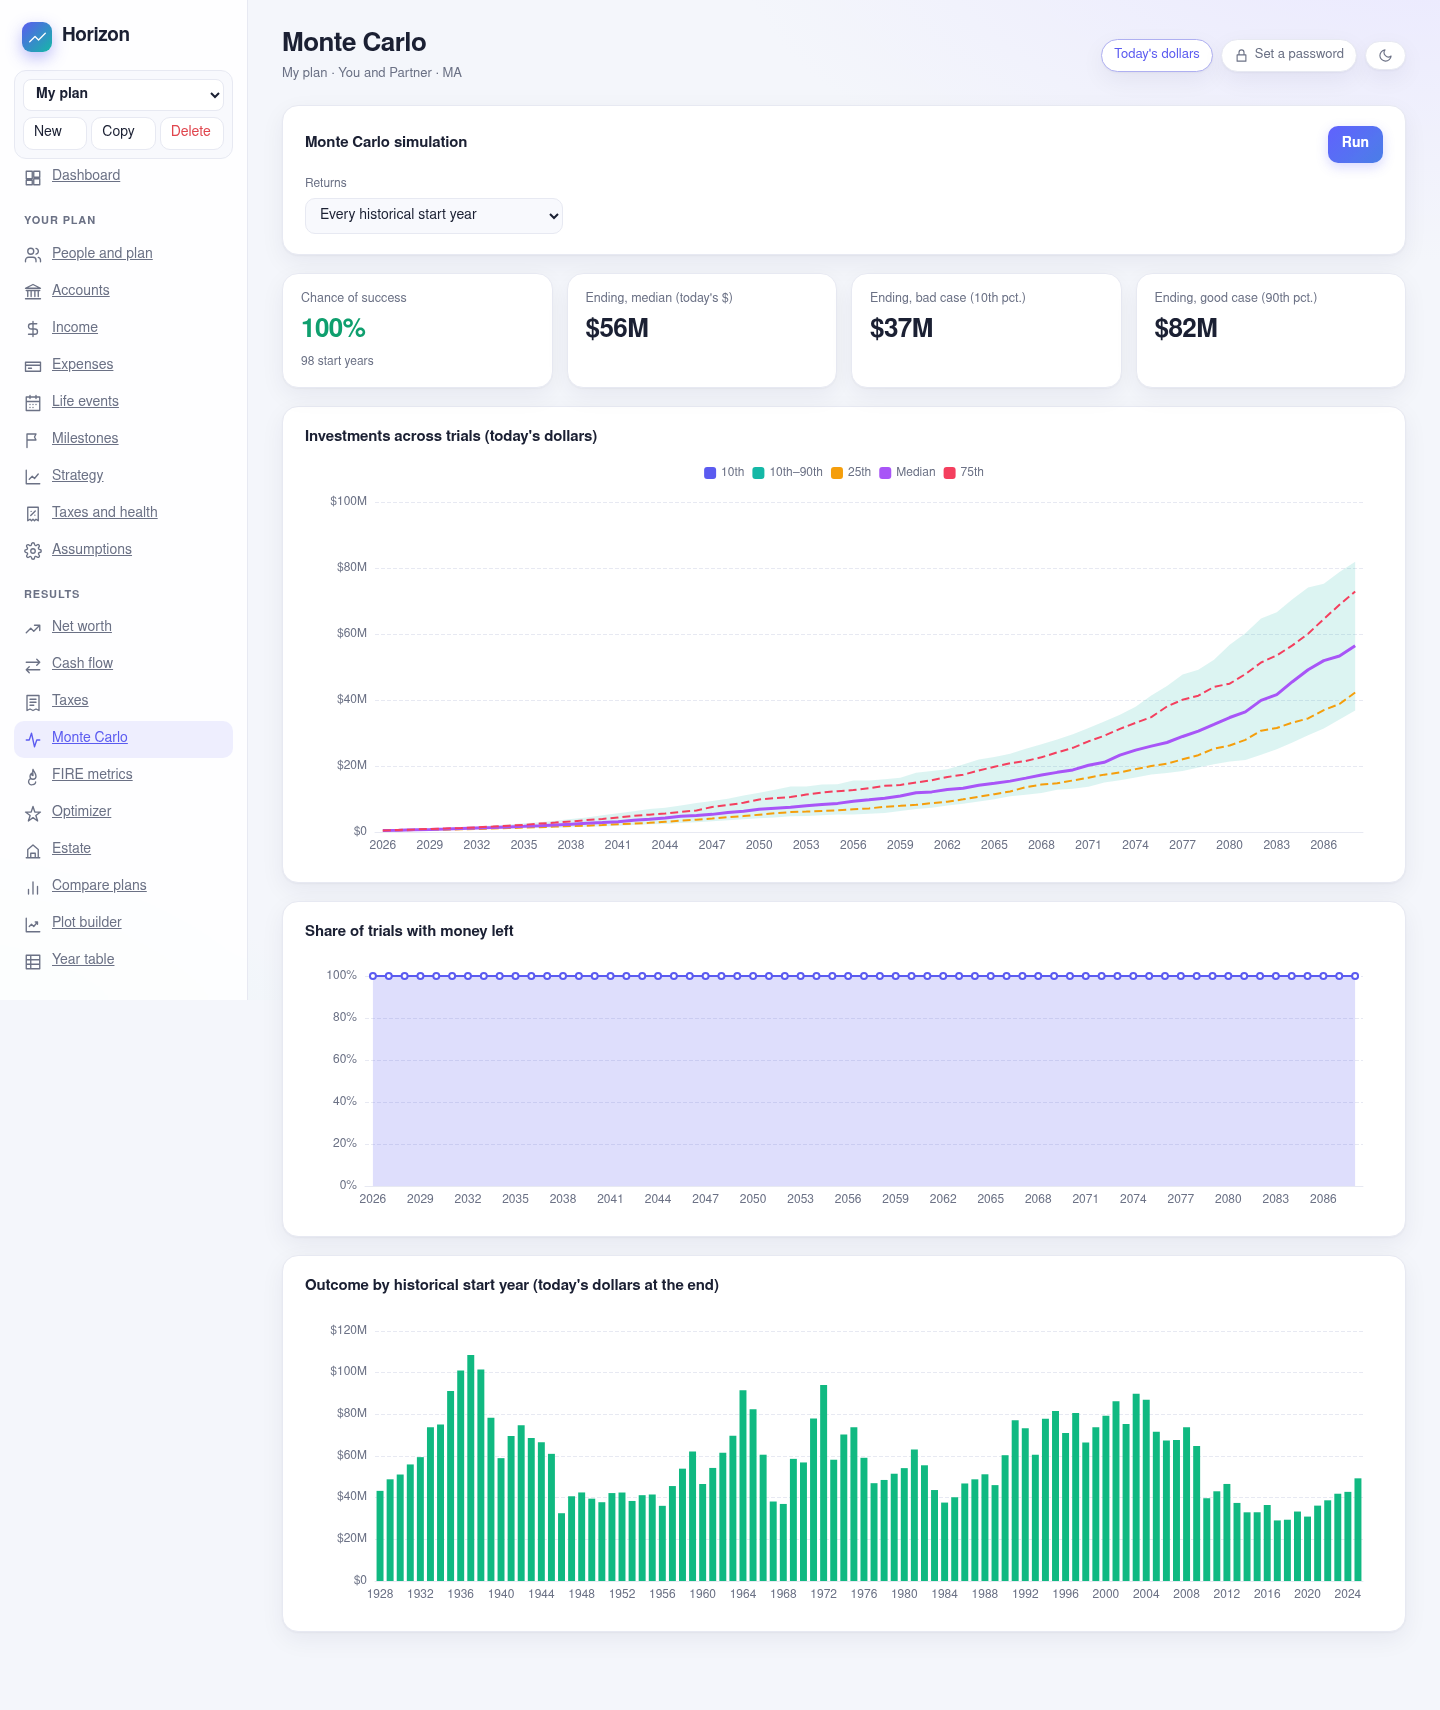 Horizon
My plan
New
Copy
Delete
Dashboard
YOUR PLAN
People and plan
Accounts
Income
Expenses
Life events
Milestones
Strategy
Taxes and health
Assumptions
RESULTS
Net worth
Cash flow
Taxes
Monte Carlo
FIRE metrics
Optimizer
Estate
Compare plans
Plot builder
Year table
Monte Carlo
My plan · You and Partner · MA
Today's dollars
Set a password
Monte Carlo simulation
Run
Returns
Every historical start year
Chance of success
100%
98 start years
Ending, median (today's $)
$56M
Ending, bad case (10th pct.)
$37M
Ending, good case (90th pct.)
$82M
Investments across trials (today's dollars)
10th 10th–90th 25th Median 75th
$100M
$80M
$60M
$40M
$20M
$0
2026 2029 2032 2035 2038 2041 2044 2047 2050 2053 2056 2059 2062 2065 2068 2071 2074 2077 2080 2083 2086
Share of trials with money left
100%
80%
60%
40%
20%
0%
2026 2029 2032 2035 2038 2041 2044 2047 2050 2053 2056 2059 2062 2065 2068 2071 2074 2077 2080 2083 2086
Outcome by historical start year (today's dollars at the end)
$120M
$100M
$80M
$60M
$40M
$20M
$0
1928 1932 1936 1940 1944 1948 1952 1956 1960 1964 1968 1972 1976 1980 1984 1988 1992 1996 2000 2004 2008 2012 2016 2020 2024